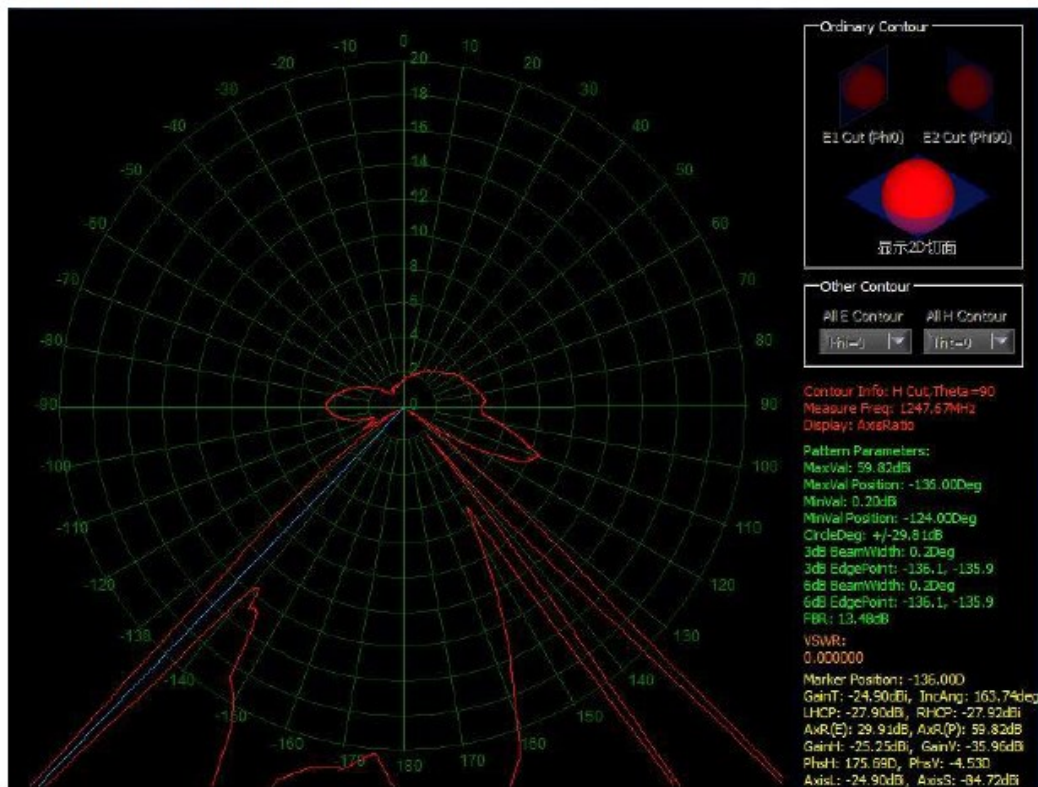 0
-10
10
-20
20
-30
30
-40
40
-50
50
-60
60
-70
70
-80
80
-90
90
-100
100
-110
110
-120
120
-130
130
-140
140
-150
150
-160
160
-170
180
20
18
16
14
12
10
8
6
4
2
0
Ordinary Contour
E1 Cut (Phi0) E2 Cut (Phi90)
显示2D切面
Other Contour
All E Contour All H Contour
Contour Info: H Cut,Theta=90
Measure Freq: 1247.67MHz
Display: AxisRatio
Pattern Parameters:
MaxVal: 59.82dBi
MaxVal Position: -136.00Deg
MinVal: 0.20dBi
MinVal Position: -124.00Deg
CircleDeg: +/-29.81dB
3dB BeamWidth: 0.2Deg
3dB EdgePoint: -136.1, -135.9
6dB BeamWidth: 0.2Deg
6dB EdgePoint: -136.1, -135.9
FBR: 13.48dB
VSWR:
0.000000
Marker Position: -136.00D
GainT: -24.90dBi, IncAng: 163.74deg
LHCP: -27.90dBi, RHCP: -27.92dBi
AxR(E): 29.91dB, AxR(P): 59.82dB
GainH: -25.25dBi, GainV: -35.96dBi
PhsH: 175.69D, PhsV: -4.53D
AxisL: -24.90dBi, AxisS: -84.72dBi